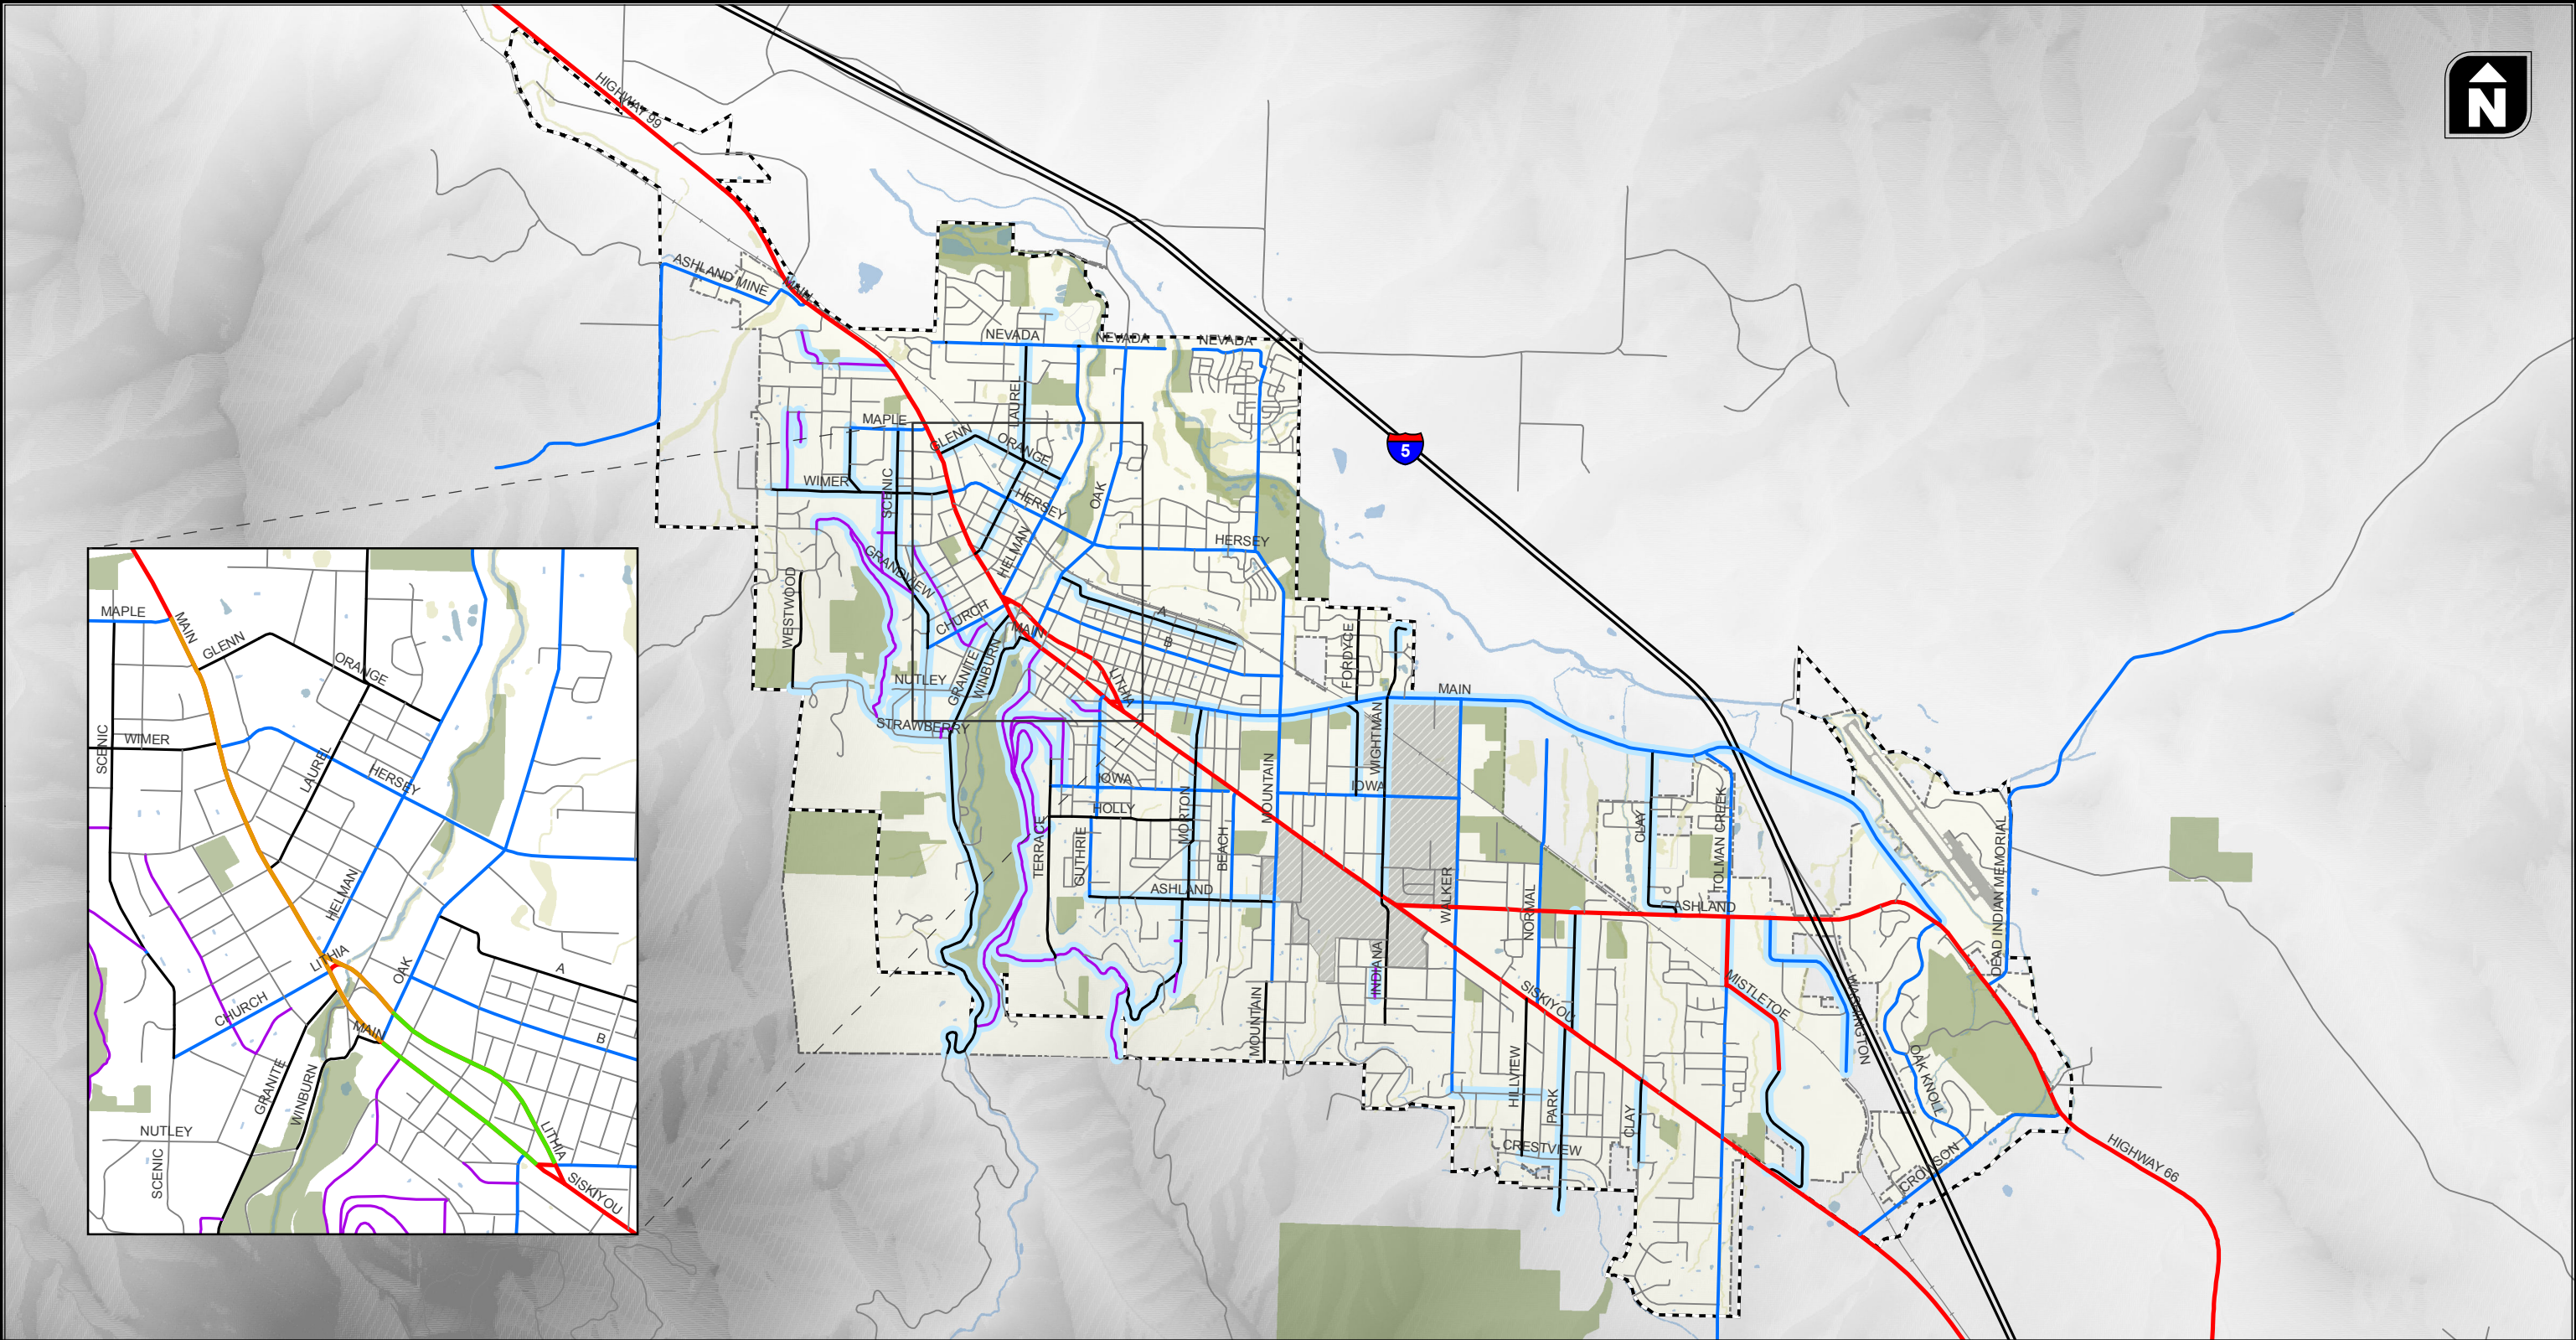 N
HIGHWAY 99
ASHLAND MINE
MAIN
NEVADA
NEVADA
NEVADA
LAUREL
MAPLE
GLENN
ORANGE
5
WIMER
SCENIC
HERSEY
OAK
HERSEY
GRANDVIEW
HELMAN
WESTWOOD
CHURCH
MAIN
A
B
FORDYCE
GRANITE
WINBURN
NUTLEY
LITHIA
MAIN
STRAWBERRY
WIGHTMAN
IOWA
MOUNTAIN
IOWA
HOLLY
MORTON
TERRACE
GUTHRIE
BEACH
CLAY
TOLMAN CREEK
DEAD INDIAN MEMORIAL
ASHLAND
WALKER
NORMAL
ASHLAND
INDIANA
MOUNTAIN
SISKIYOU
MISTLETOE
WASHINGTON
HILLVIEW
PARK
CLAY
OAK KNOLL
CRESTVIEW
CROWSON
HIGHWAY 66
MAPLE
MAIN
GLENN
ORANGE
SCENIC
WIMER
LAUREL
HERSEY
HELMAN
LITHIA
OAK
A
CHURCH
MAIN
B
GRANITE
WINBURN
NUTLEY
SCENIC
LITHIA
SISKIYOU